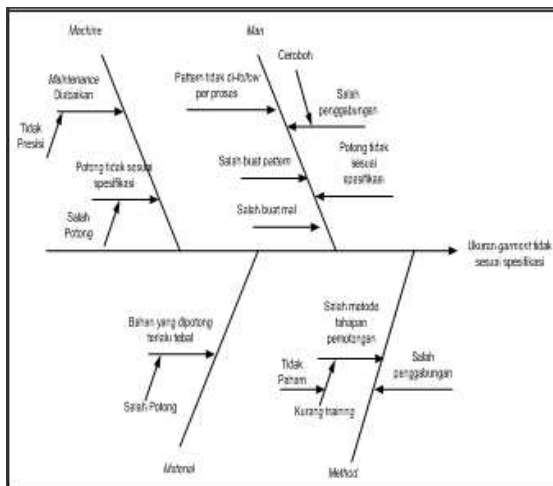 Machine
Man
Ceroboh
Maintenance
Diabaikan
Pattern tidak di-follow
per proses
Salah
penggabungan
Tidak
Presisi
Potong tidak sesuai
spesifikasi
Salah buat pattern
Potong tidak
sesuai
spesifikasi
Salah
Potong
Salah buat mal
Ukuran garment tidak
sesuai spesifikasi
Bahan yang dipotong
terlalu tebal
Salah metode
tahapan
pemotongan
Tidak
Paham
Salah
penggabungan
Salah Potong
Kurang training
Material
Method